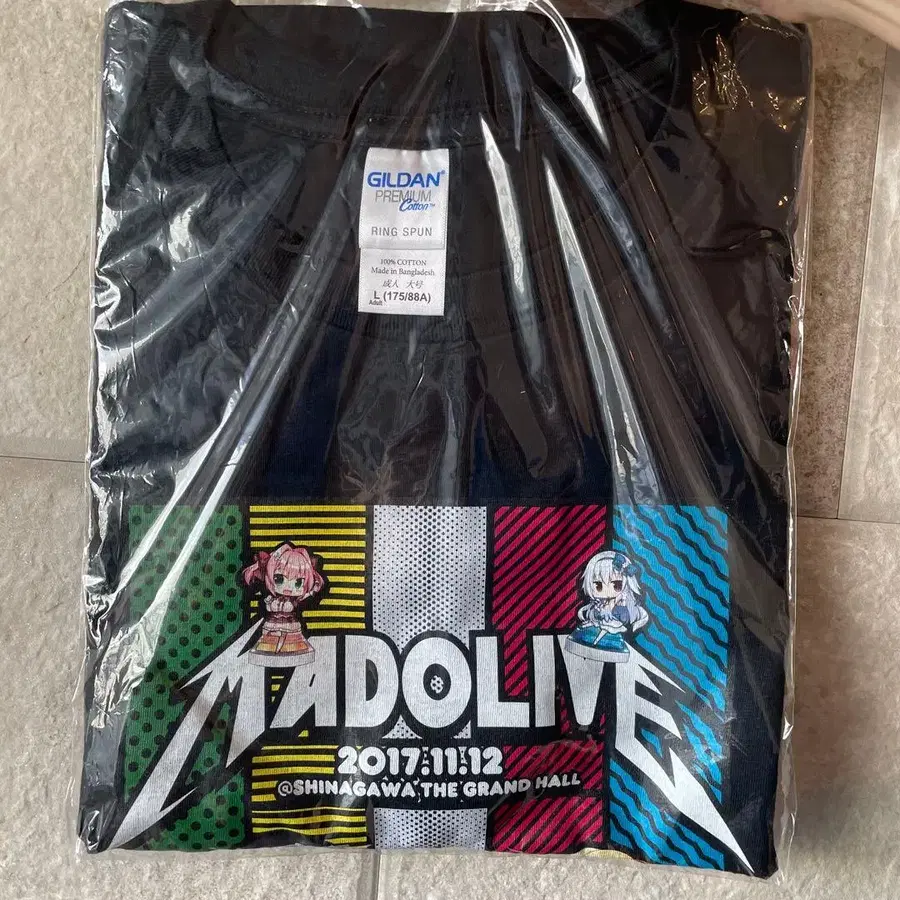 GILDAN®
PREMIUM
Cotton™
RING SPUN
100% COTTON
Made in Bangladesh
成人 大号
L (175/88A)
Adult
MADOLIVE
2017.11.12
@SHINAGAWA THE GRAND HALL